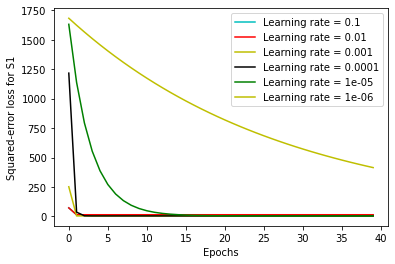 1750
1500
1250
1000
750
500
250
0
Squared-error loss for S1
Learning rate = 0.1
Learning rate = 0.01
Learning rate = 0.001
Learning rate = 0.0001
Learning rate = 1e-05
Learning rate = 1e-06
0 5 10 15 20 25 30 35 40
Epochs